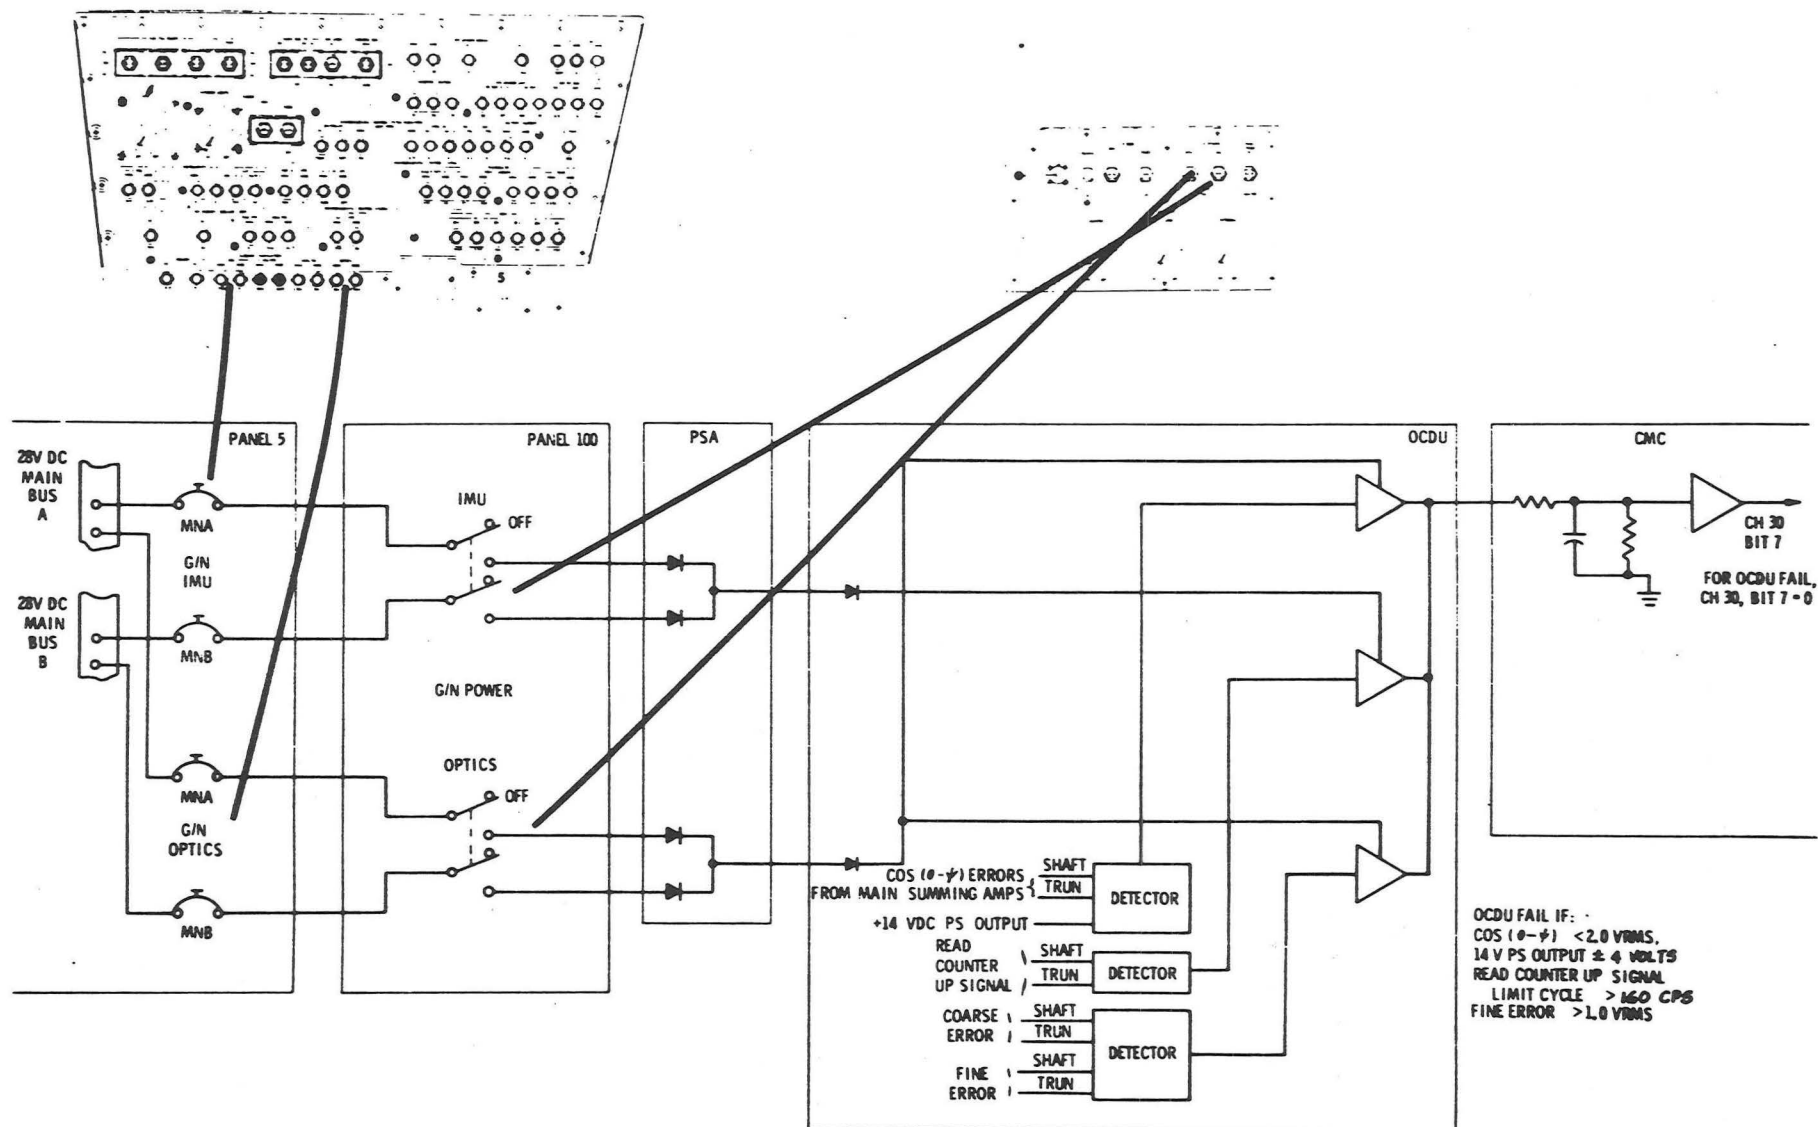 5
PANEL 5
PANEL 100
PSA
OCDU
CMC
28V DC
MAIN
BUS
A
MNA
G/N
IMU
28V DC
MAIN
BUS
B
MNB
IMU
OFF
G/N POWER
MNA
G/N
OPTICS
MNB
OPTICS
OFF
CH 30
BIT 7
FOR OCDU FAIL,
CH 30, BIT 7 = 0
COS (θ-ψ) ERRORS
FROM MAIN SUMMING AMPS
SHAFT
TRUN
+14 VDC PS OUTPUT
DETECTOR
READ
COUNTER
UP SIGNAL
SHAFT
TRUN
DETECTOR
COARSE
ERROR
SHAFT
TRUN
FINE
ERROR
SHAFT
TRUN
DETECTOR
OCDU FAIL IF:
COS (θ-ψ) <2.0 VRMS,
14 V PS OUTPUT ± 4 VOLTS
READ COUNTER UP SIGNAL
LIMIT CYCLE > 160 CPS
FINE ERROR >1.0 VRMS